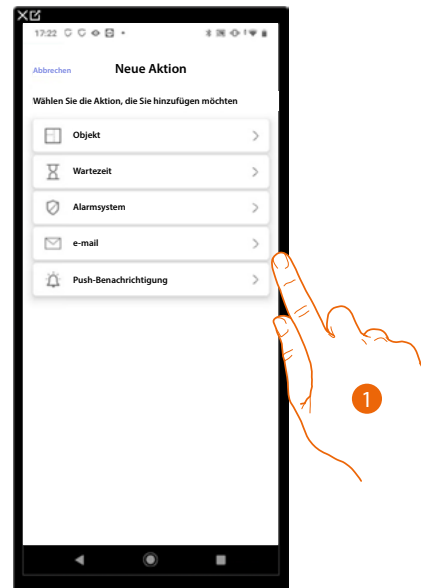 17:22
Abbrechen Neue Aktion
Wählen Sie die Aktion, die Sie hinzufügen möchten
Objekt
Wartezeit
Alarmsystem
e-mail
Push-Benachrichtigung
1